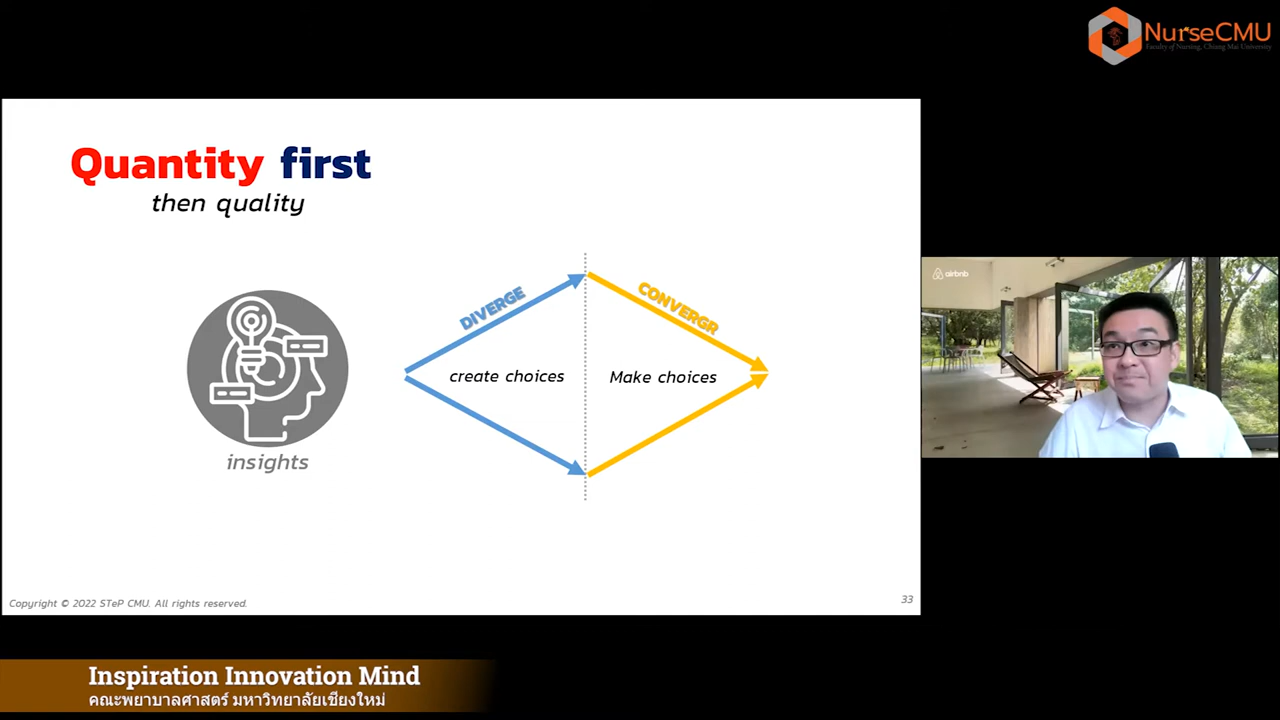 NurseCMU
Faculty of Nursing, Chiang Mai University
Quantity first
then quality
DIVERGE
CONVERGR
create choices
Make choices
insights
airbnb
Copyright © 2022 STeP CMU. All rights reserved.
33
Inspiration Innovation Mind
คณะพยาบาลศาสตร์ มหาวิทยาลัยเชียงใหม่